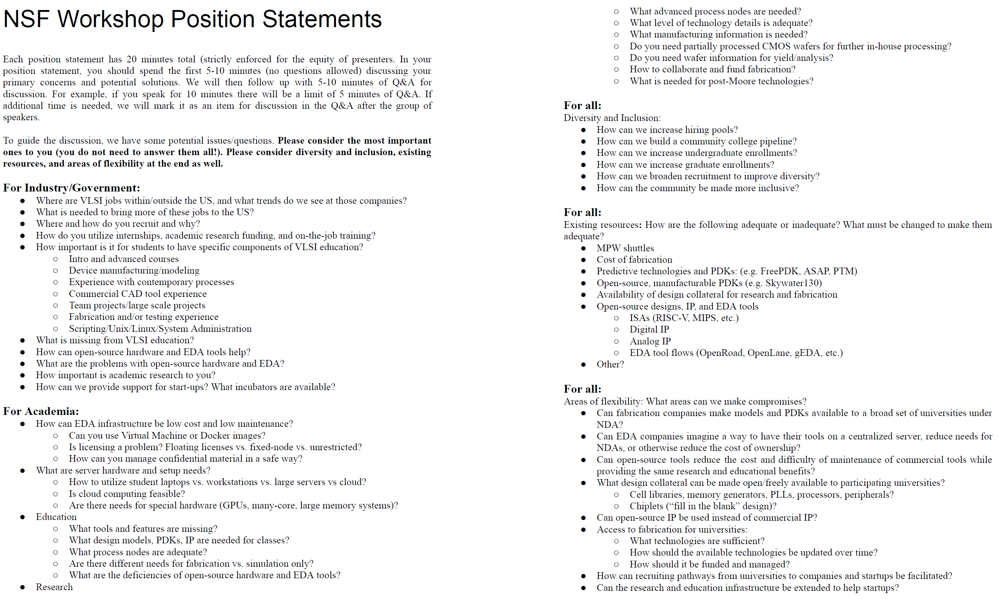 NSF Workshop Position Statements
Each position statement has 20 minutes total (strictly enforced for the equity of presenters. In your
position statement, you should spend the first 5-10 minutes (no questions allowed) discussing your
primary concerns and potential solutions. We will then follow up with 5-10 minutes of Q&A for
discussion. For example, if you speak for 10 minutes there will be a limit of 5 minutes of Q&A. If
additional time is needed, we will mark it as an item for discussion in the Q&A after the group of
speakers.
To guide the discussion, we have some potential issues/questions. Please consider the most important
ones to you (you do not need to answer them all!). Please consider diversity and inclusion, existing
resources, and areas of flexibility at the end as well.
For Industry/Government:
● Where are VLSI jobs within/outside the US, and what trends do we see at those companies?
● What is needed to bring more of these jobs to the US?
● Where and how do you recruit and why?
● How do you utilize internships, academic research funding, and on-the-job training?
● How important is it for students to have specific components of VLSI education?
○ Intro and advanced courses
○ Device manufacturing/modeling
○ Experience with contemporary processes
○ Commercial CAD tool experience
○ Team projects/large scale projects
○ Fabrication and/or testing experience
○ Scripting/Unix/Linux/System Administration
● What is missing from VLSI education?
● How can open-source hardware and EDA tools help?
● What are the problems with open-source hardware and EDA?
● How important is academic research to you?
● How can we provide support for start-ups? What incubators are available?
For Academia:
● How can EDA infrastructure be low cost and low maintenance?
○ Can you use Virtual Machine or Docker images?
○ Is licensing a problem? Floating licenses vs. fixed-node vs. unrestricted?
○ How can you manage confidential material in a safe way?
● What are server hardware and setup needs?
○ How to utilize student laptops vs. workstations vs. large servers vs cloud?
○ Is cloud computing feasible?
○ Are there needs for special hardware (GPUs, many-core, large memory systems)?
● Education
○ What tools and features are missing?
○ What design models, PDKs, IP are needed for classes?
○ What process nodes are adequate?
○ Are there different needs for fabrication vs. simulation only?
○ What are the deficiencies of open-source hardware and EDA tools?
● Research
○ What advanced process nodes are needed?
○ What level of technology details is adequate?
○ What manufacturing information is needed?
○ Do you need partially processed CMOS wafers for further in-house processing?
○ Do you need wafer information for yield/analysis?
○ How to collaborate and fund fabrication?
○ What is needed for post-Moore technologies?
For all:
Diversity and Inclusion:
● How can we increase hiring pools?
● How can we build a community college pipeline?
● How can we increase undergraduate enrollments?
● How can we increase graduate enrollments?
● How can we broaden recruitment to improve diversity?
● How can the community be made more inclusive?
For all:
Existing resources: How are the following adequate or inadequate? What must be changed to make them
adequate?
● MPW shuttles
● Cost of fabrication
● Predictive technologies and PDKs: (e.g. FreePDK, ASAP, PTM)
● Open-source, manufacturable PDKs (e.g. Skywater130)
● Availability of design collateral for research and fabrication
● Open-source designs, IP, and EDA tools
○ ISAs (RISC-V, MIPS, etc.)
○ Digital IP
○ Analog IP
○ EDA tool flows (OpenRoad, OpenLane, gEDA, etc.)
● Other?
For all:
Areas of flexibility: What areas can we make compromises?
● Can fabrication companies make models and PDKs available to a broad set of universities under
NDA?
● Can EDA companies imagine a way to have their tools on a centralized server, reduce needs for
NDAs, or otherwise reduce the cost of ownership?
● Can open-source tools reduce the cost and difficulty of maintenance of commercial tools while
providing the same research and educational benefits?
● What design collateral can be made open/freely available to participating universities?
○ Cell libraries, memory generators, PLLs, processors, peripherals?
○ Chiplets (“fill in the blank” design)?
● Can open-source IP be used instead of commercial IP?
● Access to fabrication for universities:
○ What technologies are sufficient?
○ How should the available technologies be updated over time?
○ How should it be funded and managed?
● How can recruiting pathways from universities to companies and startups be facilitated?
● Can the research and education infrastructure be extended to help startups?